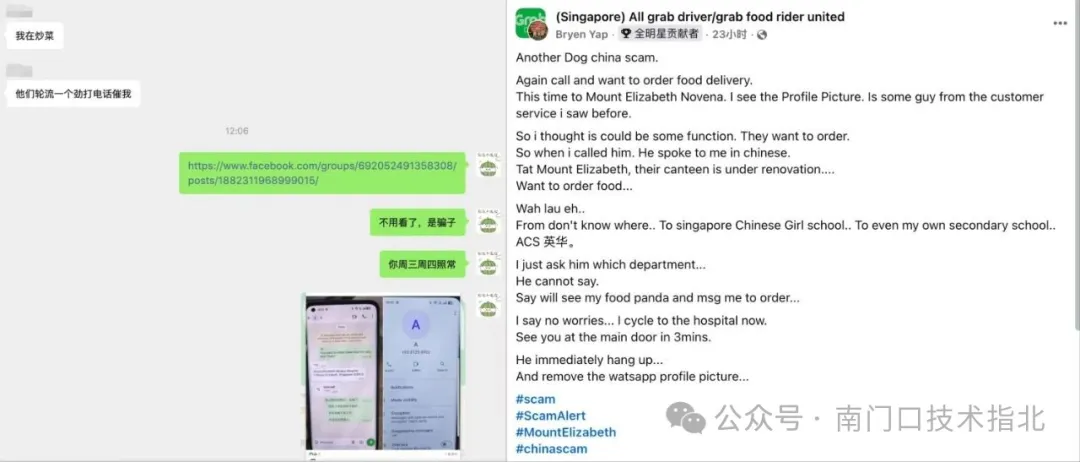 我在炒菜
他们轮流一个劲打电话催我
12:06
https://www.facebook.com/groups/692052491358308/
posts/1882311968999015/
不用看了，是骗子
你周三周四照常
A
(Singapore) All grab driver/grab food rider united
Bryen Yap · 全明星贡献者 · 23小时 ·
Another Dog china scam.
Again call and want to order food delivery.
This time to Mount Elizabeth Novena. I see the Profile Picture. Is some guy from the customer
service i saw before.
So i thought is could be some function. They want to order.
So when i called him. He spoke to me in chinese.
Tat Mount Elizabeth, their canteen is under renovation....
Want to order food...
Wah lau eh..
From don't know where.. To singapore Chinese Girl school.. To even my own secondary school..
ACS 英华。
I just ask him which department...
He cannot say.
Say will see my food panda and msg me to order...
I say no worries... I cycle to the hospital now.
See you at the main door in 3mins.
He immediately hang up...
And remove the watsapp profile picture...
#scam
#ScamAlert
#MountElizabeth
#chinascam
公众号 · 南门口技术指北